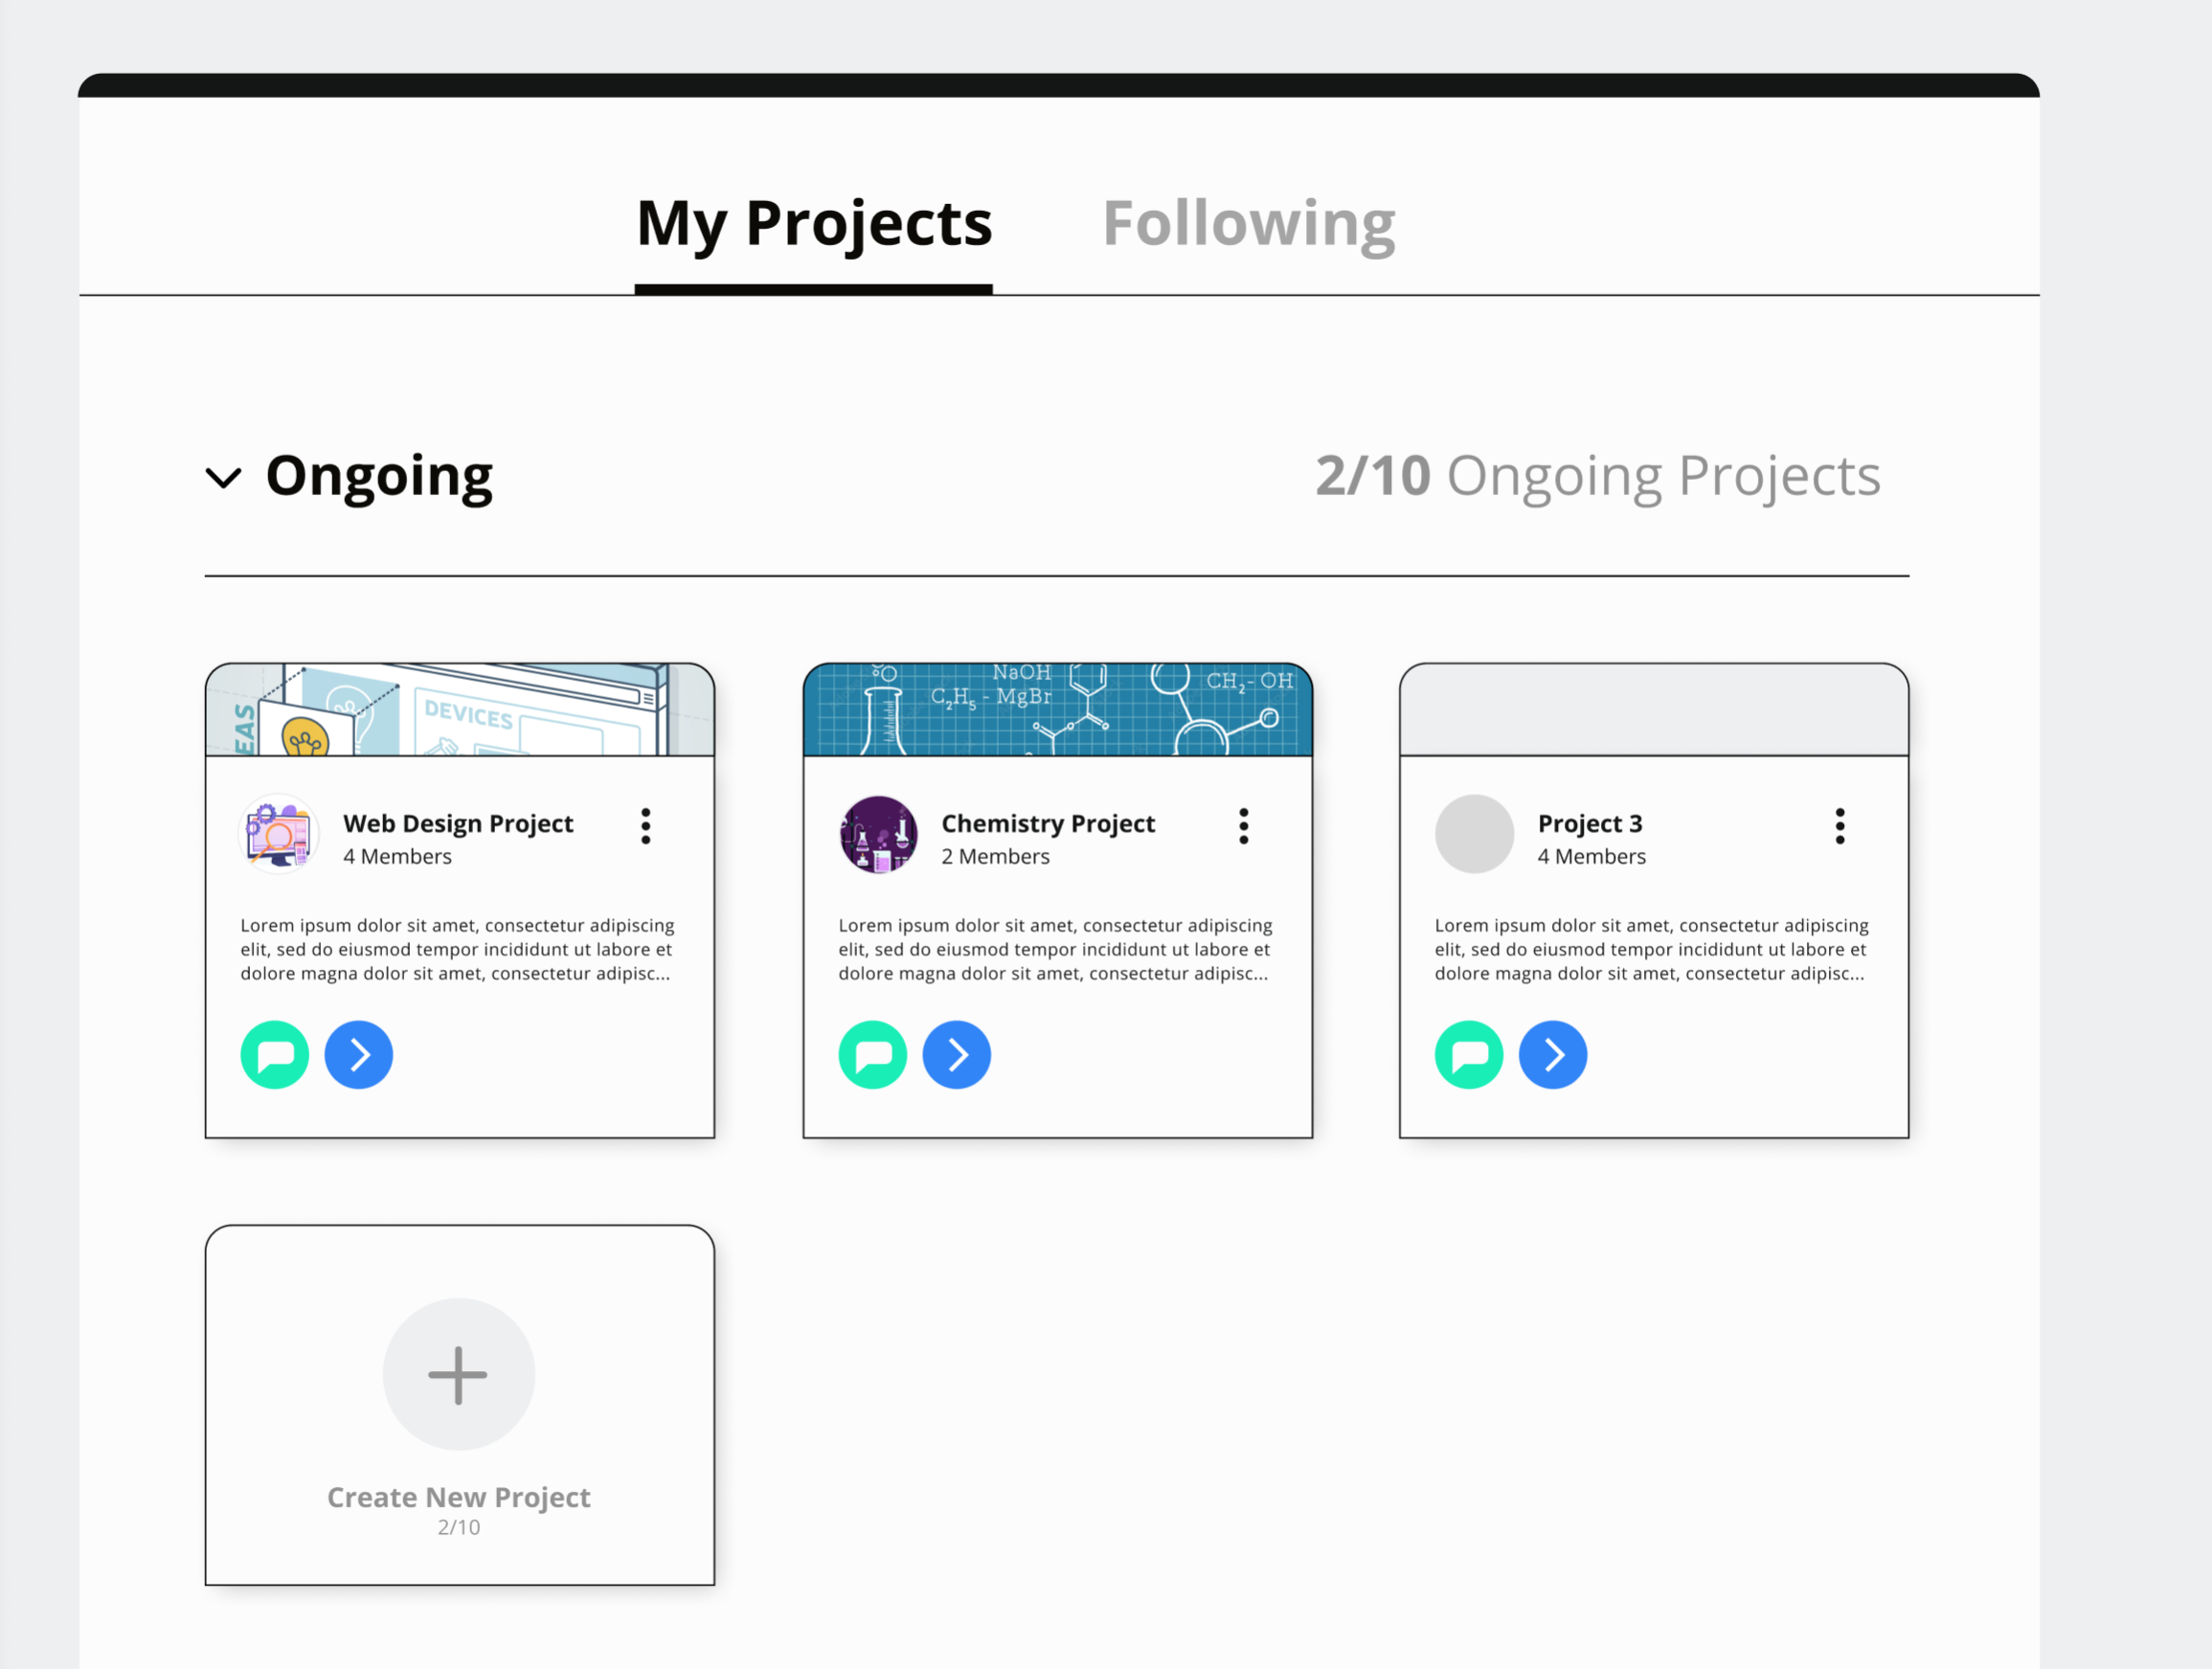 My Projects
Following
Ongoing
2/10 Ongoing Projects
EAS
DEVICES
NaOH
C₂H₅ - MgBr
CH₂- OH
Web Design Project
4 Members
Lorem ipsum dolor sit amet, consectetur adipiscing
elit, sed do eiusmod tempor incididunt ut labore et
dolore magna dolor sit amet, consectetur adipisc...
Chemistry Project
2 Members
Lorem ipsum dolor sit amet, consectetur adipiscing
elit, sed do eiusmod tempor incididunt ut labore et
dolore magna dolor sit amet, consectetur adipisc...
Project 3
4 Members
Lorem ipsum dolor sit amet, consectetur adipiscing
elit, sed do eiusmod tempor incididunt ut labore et
dolore magna dolor sit amet, consectetur adipisc...
Create New Project
2/10